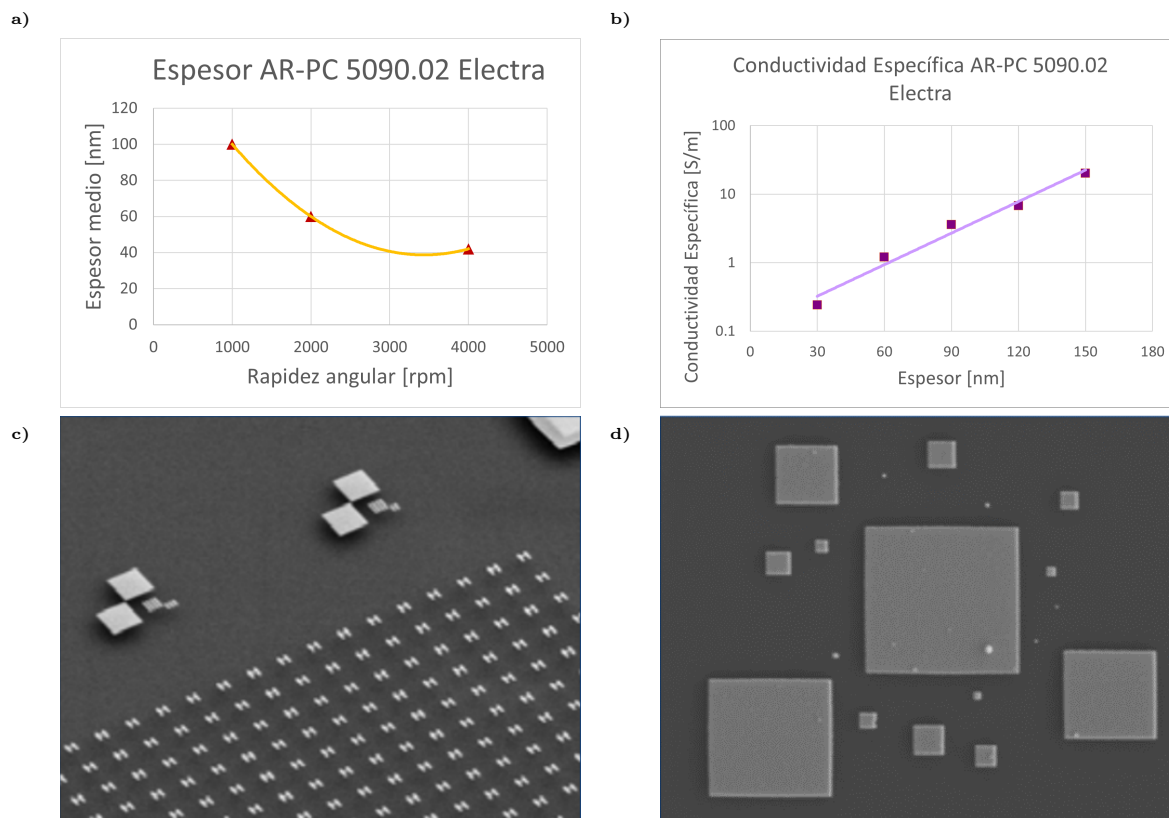 a)
Espesor AR-PC 5090.02 Electra
Espesor medio [nm]
120
100
80
60
40
20
0
0 1000 2000 3000 4000 5000
Rapidez angular [rpm]
b)
Conductividad Específica AR-PC 5090.02
Electra
Conductividad Específica [S/m]
100
10
1
0.1
0 30 60 90 120 150 180
Espesor [nm]
c)
d)